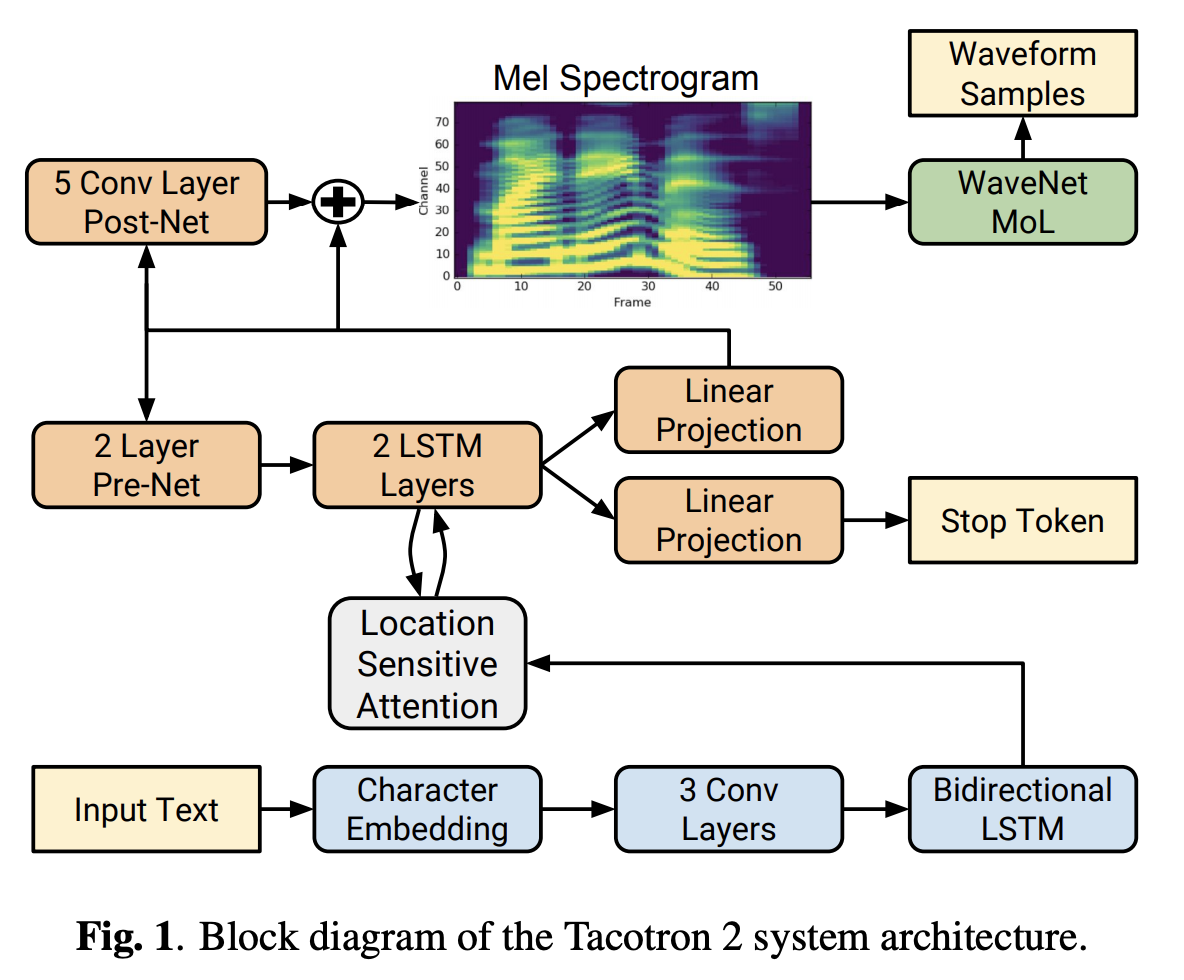 Mel Spectrogram
Waveform
Samples
5 Conv Layer
Post-Net
WaveNet
MoL
Channel
70
60
50
40
30
20
10
0
0 10 20 30 40 50
Frame
Linear
Projection
2 Layer
Pre-Net
2 LSTM
Layers
Linear
Projection
Stop Token
Location
Sensitive
Attention
Input Text
Character
Embedding
3 Conv
Layers
Bidirectional
LSTM
Fig. 1. Block diagram of the Tacotron 2 system architecture.